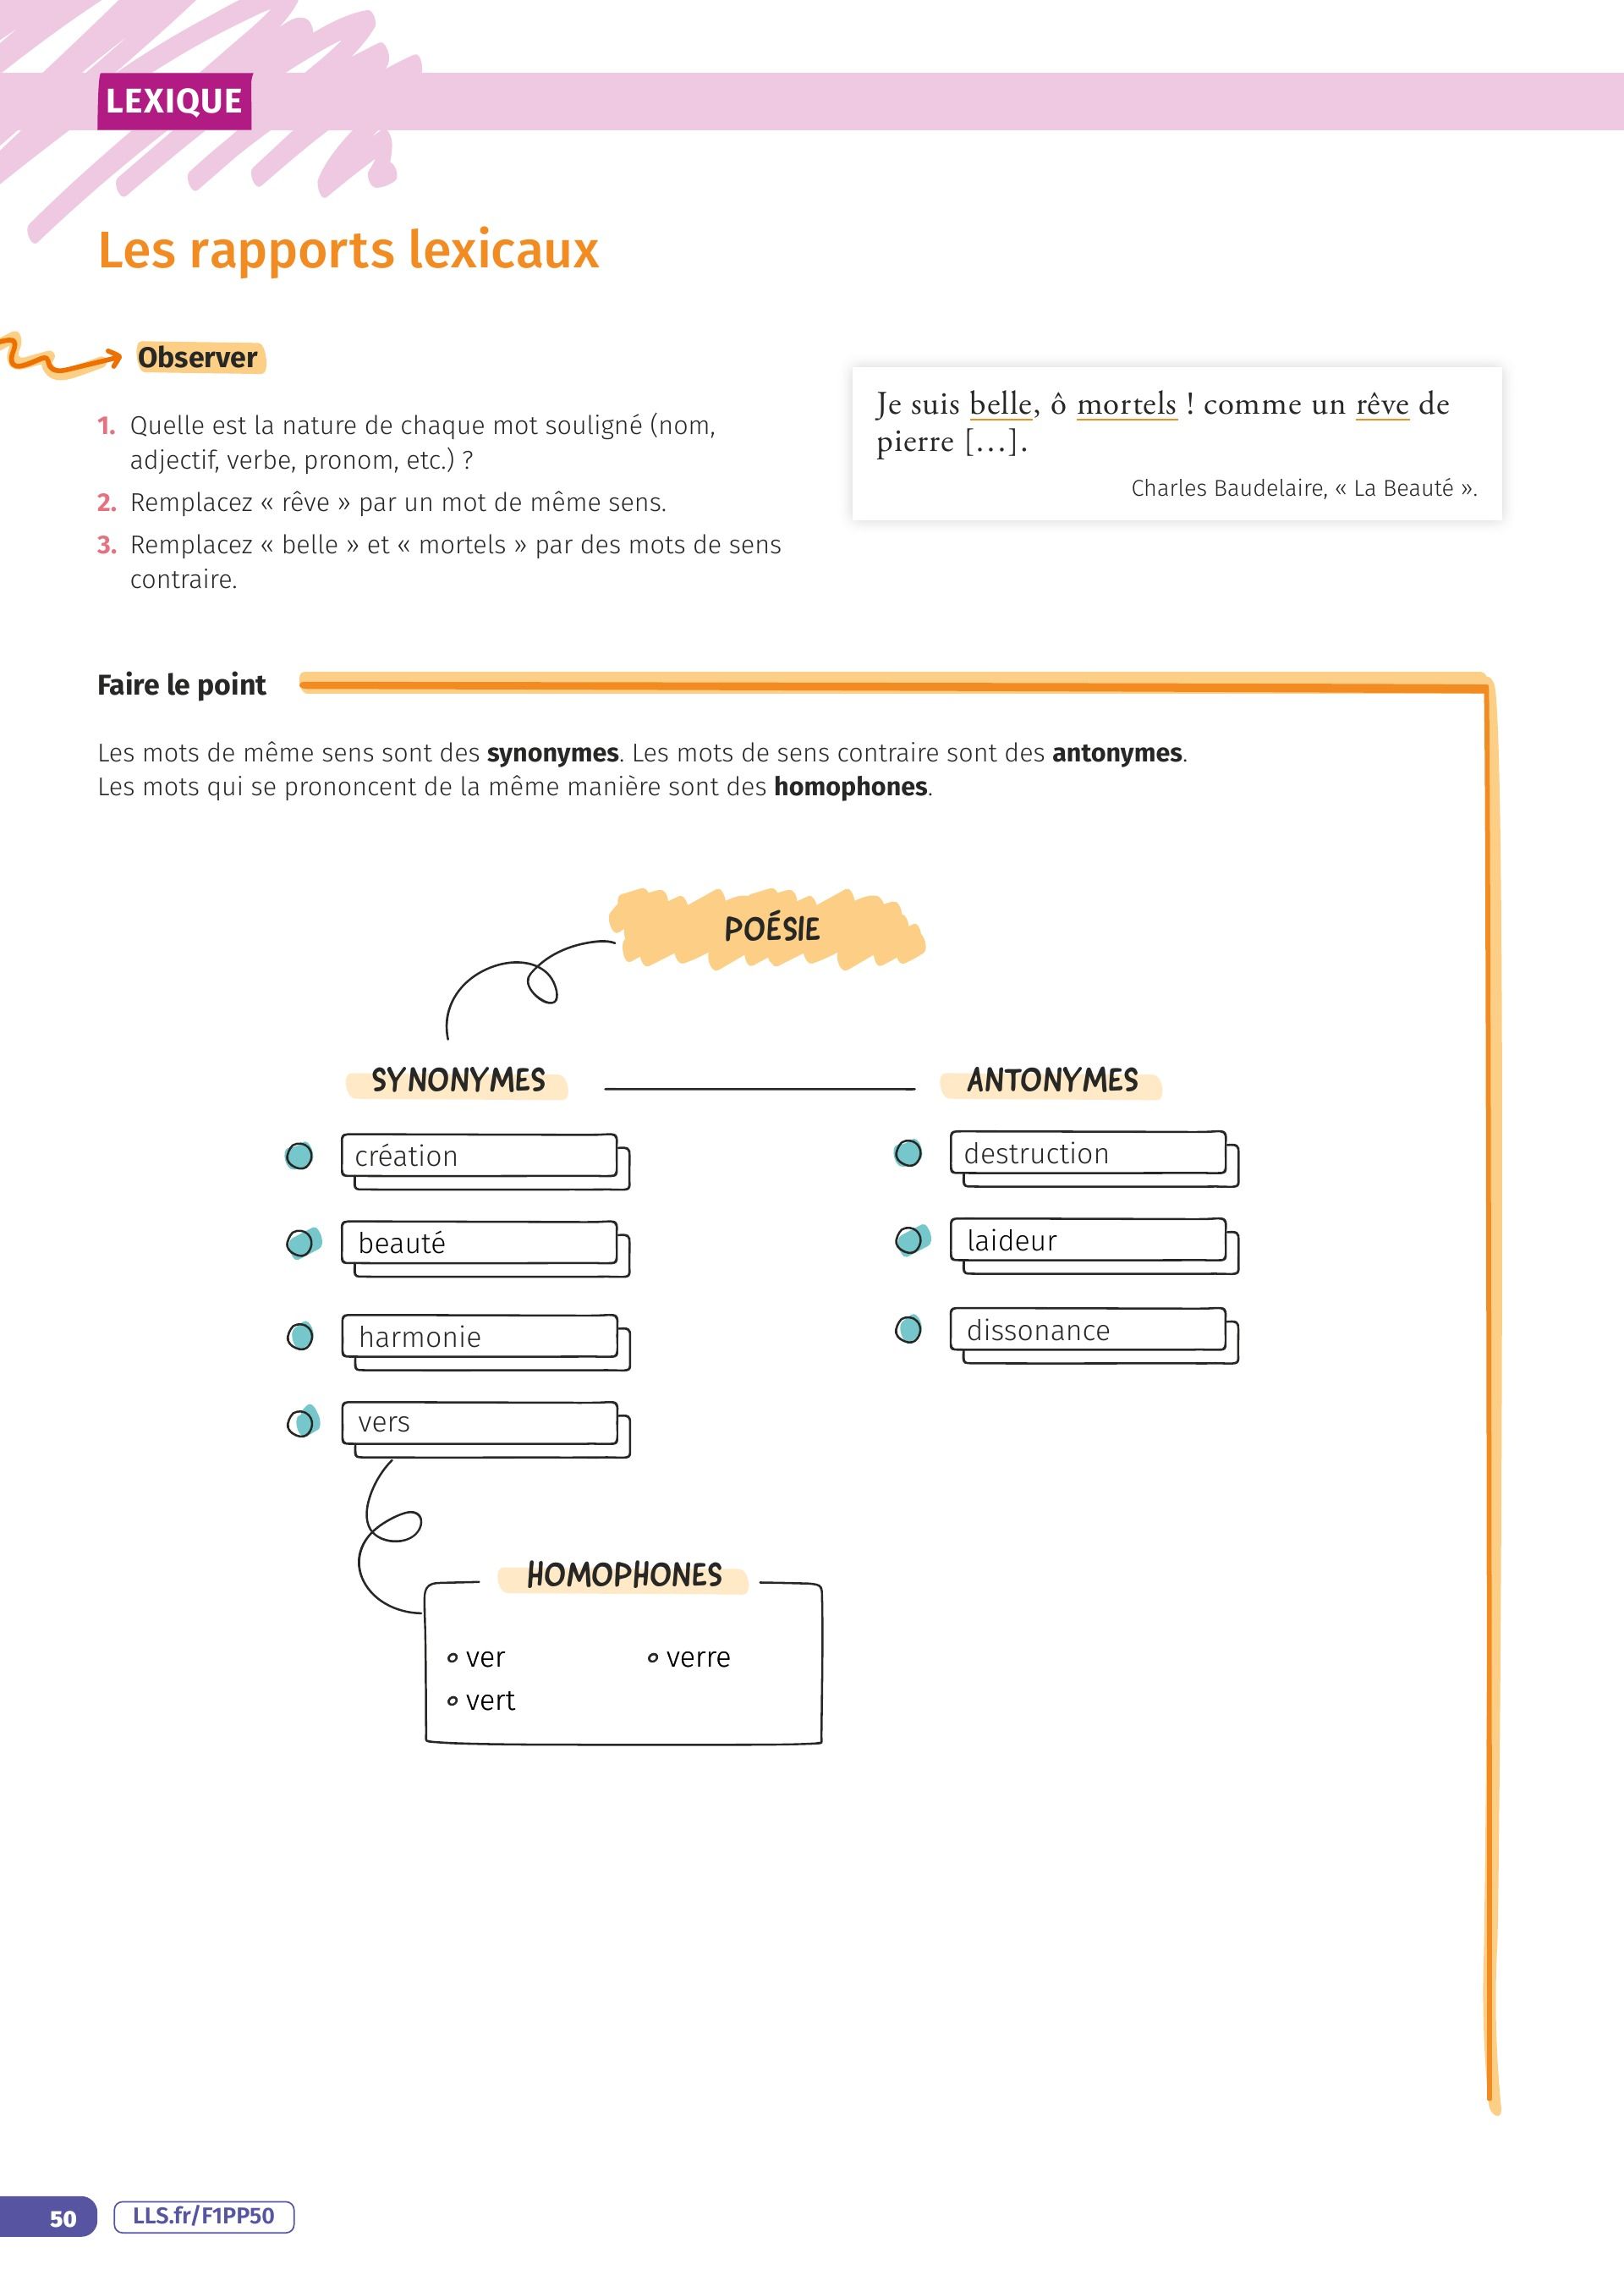 LEXIQUE
Les rapports lexicaux
Observer
1. Quelle est la nature de chaque mot souligné (nom,
adjectif, verbe, pronom, etc.) ?
2. Remplacez « rêve » par un mot de même sens.
3. Remplacez « belle » et « mortels » par des mots de sens
contraire.
Je suis belle, ô mortels ! comme un rêve de
pierre […].
Charles Baudelaire, « La Beauté ».
Faire le point
Les mots de même sens sont des synonymes. Les mots de sens contraire sont des antonymes.
Les mots qui se prononcent de la même manière sont des homophones.
POÉSIE
SYNONYMES
création
beauté
harmonie
vers
ANTONYMES
destruction
laideur
dissonance
HOMOPHONES
ver
vert
verre
50
LLS.fr/F1PP50